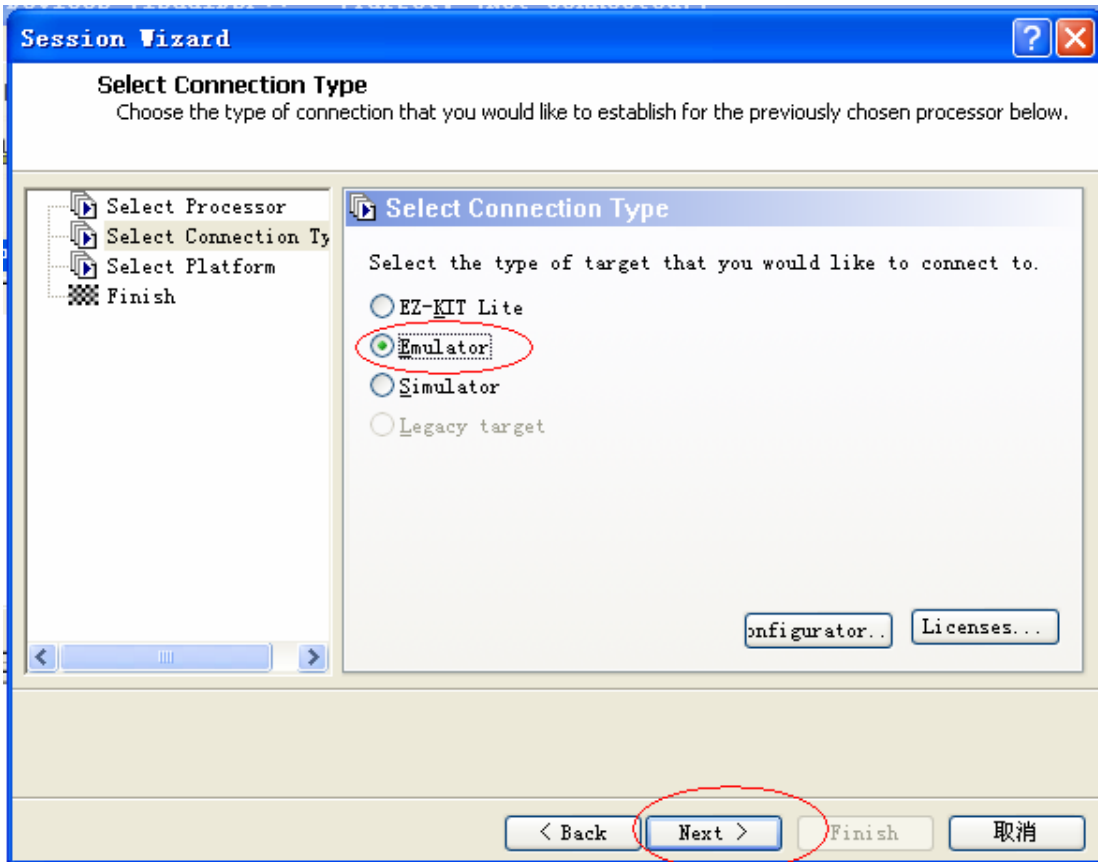 Session Wizard
Select Connection Type
Choose the type of connection that you would like to establish for the previously chosen processor below.
Select Processor
Select Connection Ty
Select Platform
Finish
Select Connection Type
Select the type of target that you would like to connect to.
EZ-KIT Lite
Emulator
Simulator
Legacy target
onfigurator.. Licenses...
< Back Next > Finish 取消